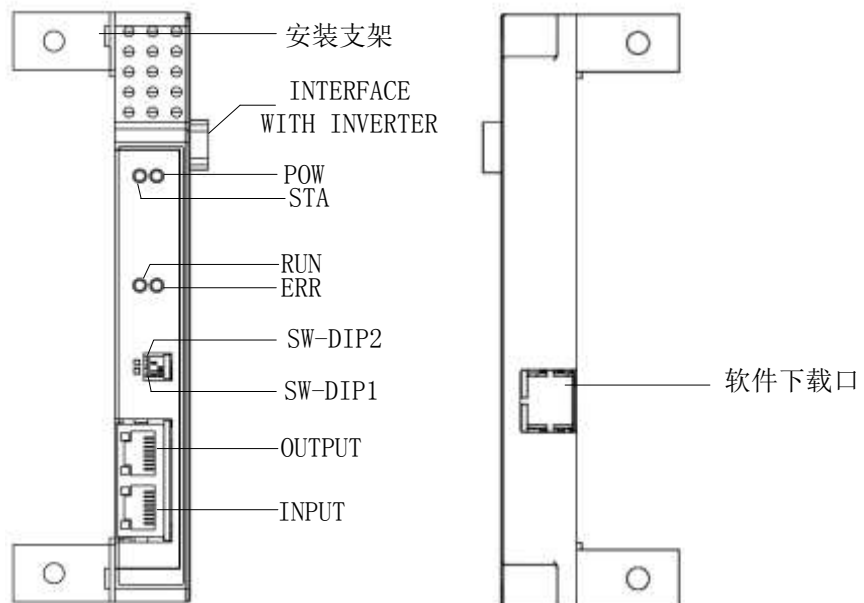 安装支架
INTERFACE
WITH INVERTER
POW
STA
RUN
ERR
SW-DIP2
SW-DIP1
OUTPUT
INPUT
软件下载口